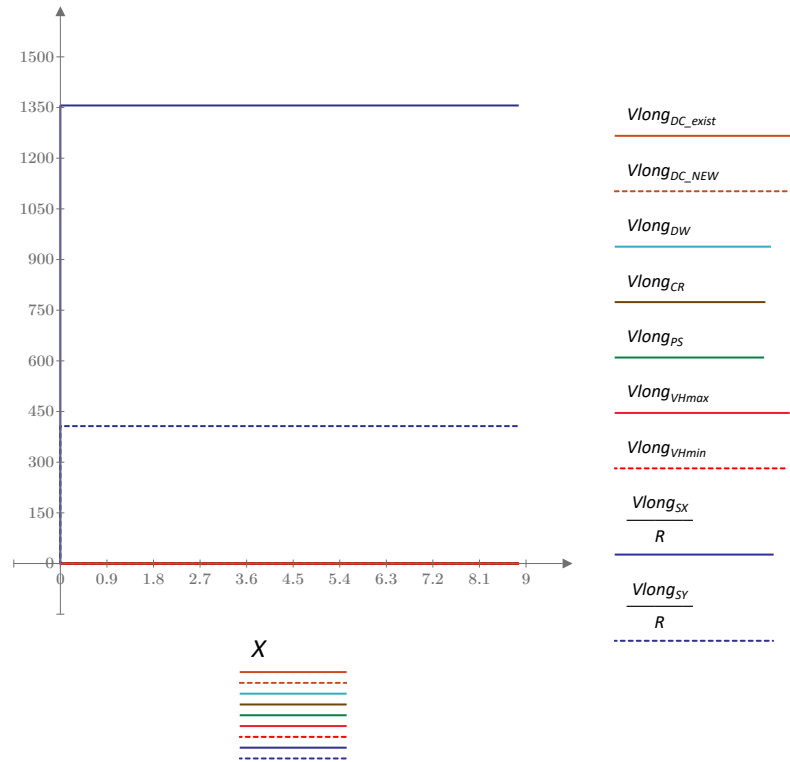 1500
1350
1200
1050
900
750
600
450
300
150
0
0 0.9 1.8 2.7 3.6 4.5 5.4 6.3 7.2 8.1 9
X
Vlong_DC_exist
Vlong_DC_NEW
Vlong_DW
Vlong_CR
Vlong_PS
Vlong_VHmax
Vlong_VHmin
Vlong_SX
R
Vlong_SY
R